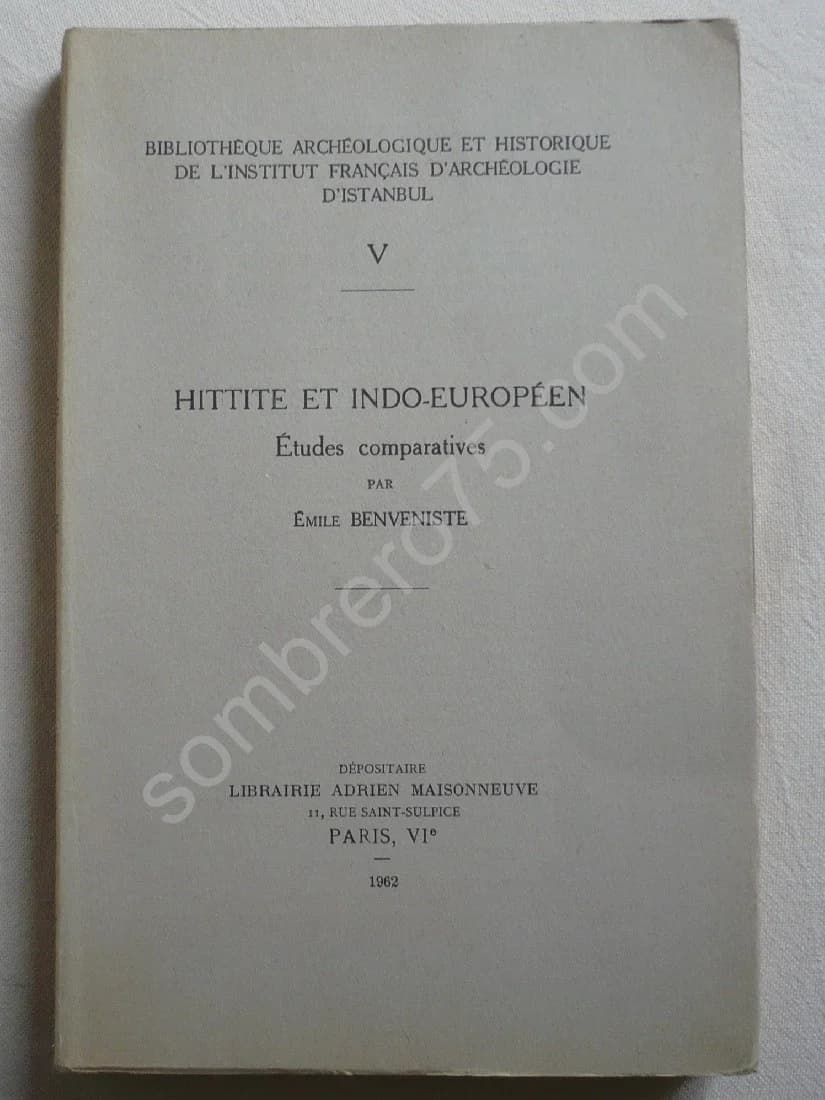 BIBLIOTHÈQUE ARCHÉOLOGIQUE ET HISTORIQUE
DE L'INSTITUT FRANÇAIS D'ARCHÉOLOGIE
D'ISTANBUL
V
HITTITE ET INDO-EUROPÉEN
Études comparatives
PAR
ÉMILE BENVENISTE
DÉPOSITAIRE
LIBRAIRIE ADRIEN MAISONNEUVE
11, RUE SAINT-SULPICE
PARIS, VIe
1962
sombrero75.com